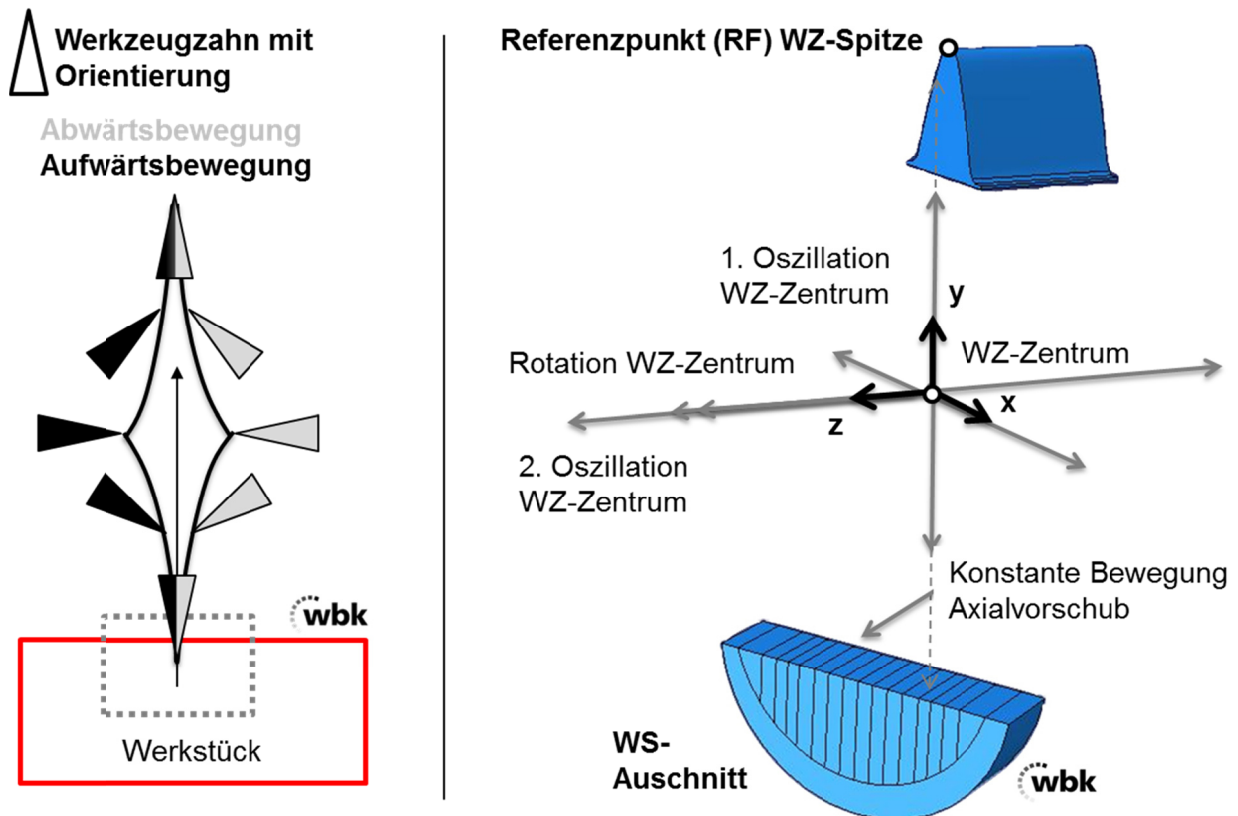 Werkzeugzahn mit
Orientierung
Abwärtsbewegung
Aufwärtsbewegung
wbk
Werkstück
Referenzpunkt (RF) WZ-Spitze
1. Oszillation
WZ-Zentrum
y
Rotation WZ-Zentrum
WZ-Zentrum
x
z
2. Oszillation
WZ-Zentrum
Konstante Bewegung
Axialvorschub
WS-
Auschnitt
wbk